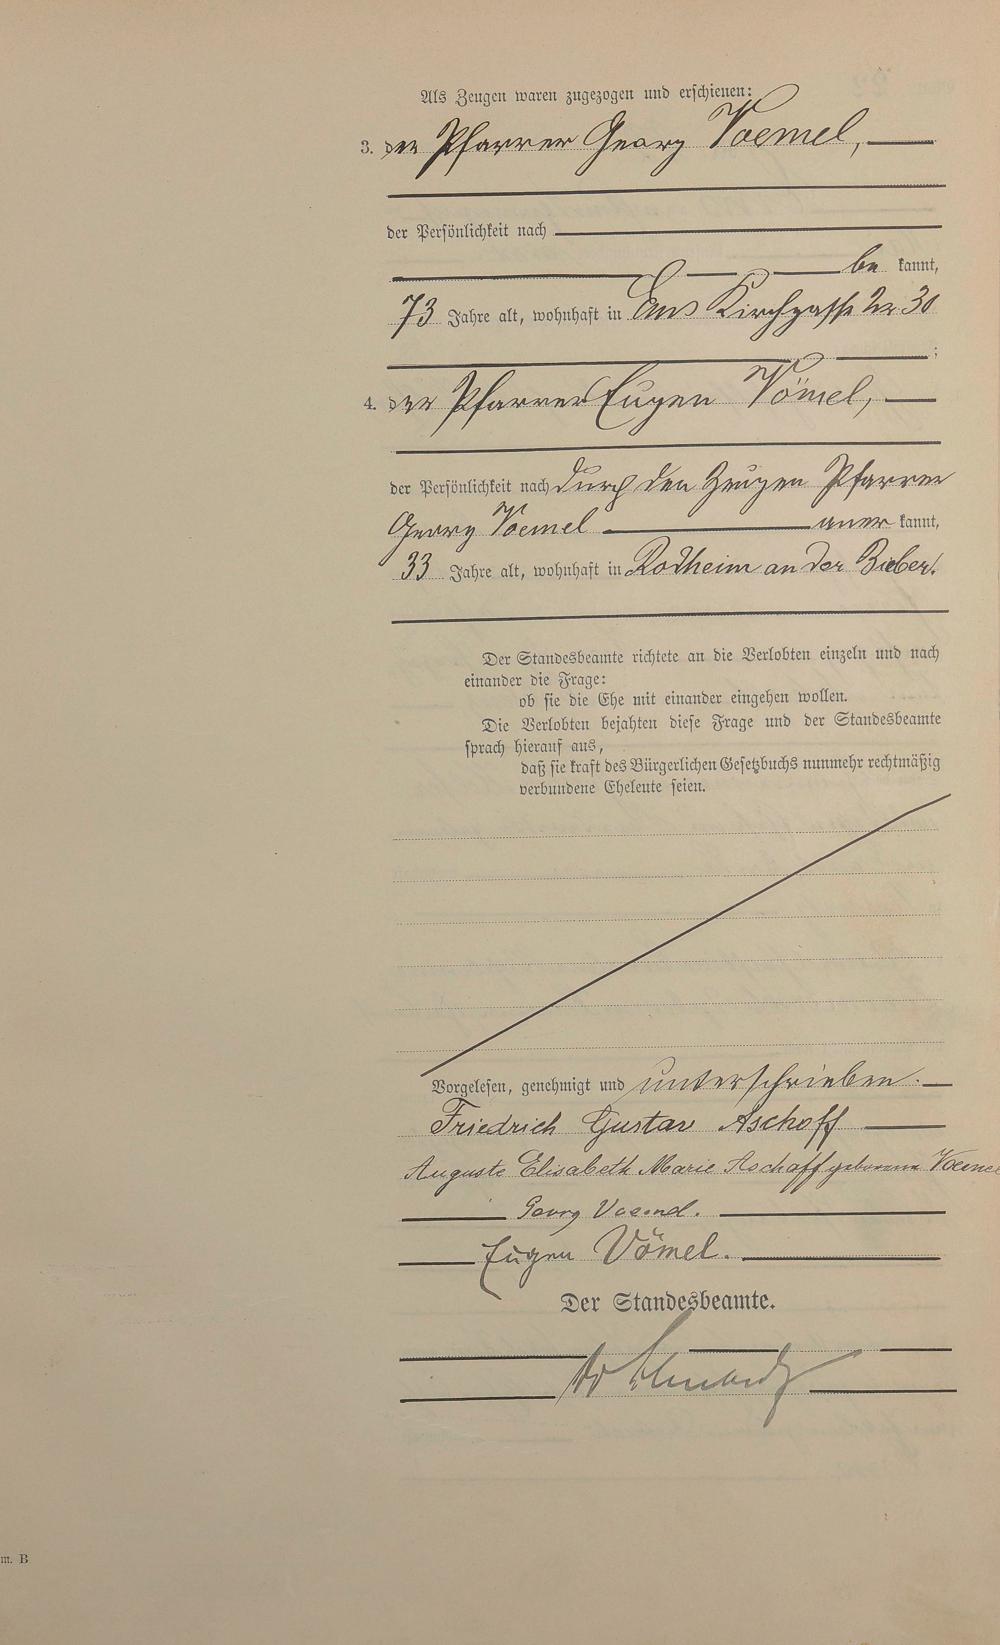 Als Zeugen waren zugezogen und erschienen:
3. der Pfarrer Georg Voemel,
der Persönlichkeit nach
be kannt,
73 Jahre alt, wohnhaft in Ems Kirchgasse Nr 30
;
4. der Pfarrer Eugen Vömel,
der Persönlichkeit nach durch den Zeugen Pfarrer
Georg Voemel aner kannt,
33 Jahre alt, wohnhaft in Rodheim an der Bieber.
Der Standesbeamte richtete an die Verlobten einzeln und nach
einander die Frage:
ob sie die Ehe mit einander eingehen wollen.
Die Verlobten bejahten diese Frage und der Standesbeamte
sprach hierauf aus,
daß sie kraft des Bürgerlichen Gesetzbuchs nunmehr rechtmäßig
verbundene Eheleute seien.
Vorgelesen, genehmigt und unterschrieben.
Friedrich Gustav Aschoff
Auguste Elisabeth Marie Aschoff geborene Voemel
Georg Voemel.
Eugen Vömel.
Der Standesbeamte.
m. B